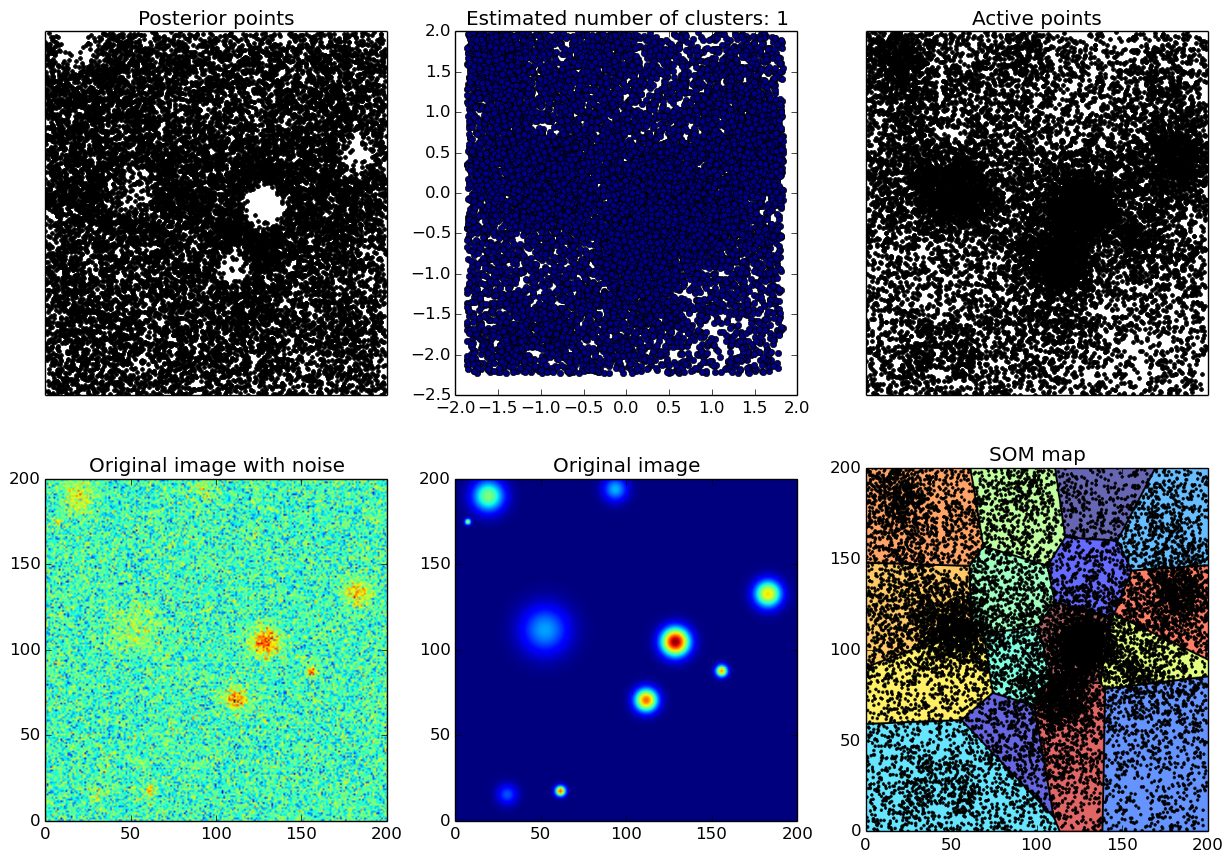 Posterior points
Estimated number of clusters: 1
Active points
2.0
1.5
1.0
0.5
0.0
−0.5
−1.0
−1.5
−2.0
−2.5
−2.0 −1.5 −1.0 −0.5 0.0 0.5 1.0 1.5 2.0
Original image with noise
200
150
100
50
0
0 50 100 150 200
Original image
200
150
100
50
0
0 50 100 150 200
SOM map
200
150
100
50
0
0 50 100 150 200